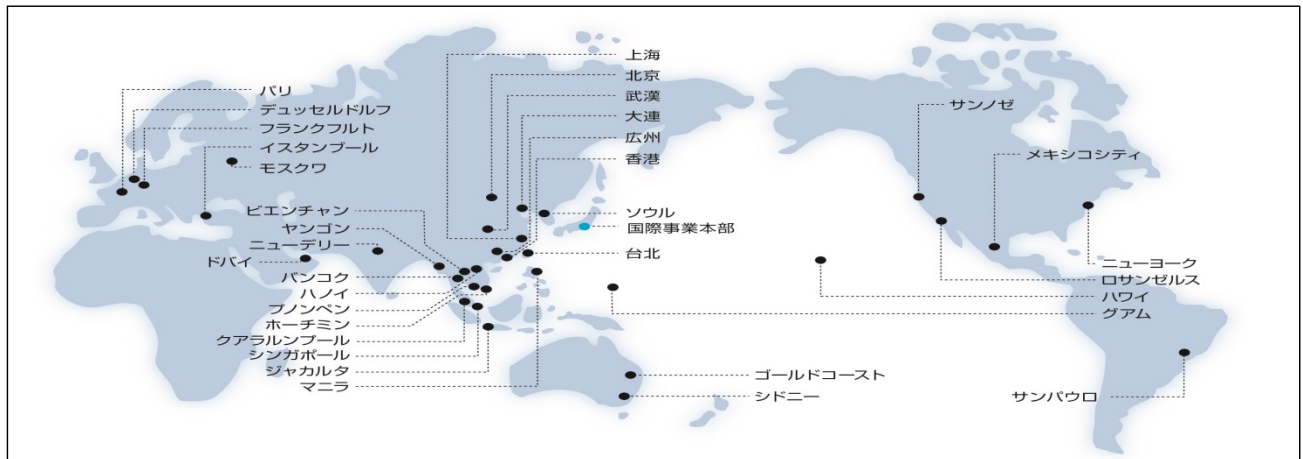 パリ
デュッセルドルフ
フランクフルト
イスタンブール
モスクワ
ビエンチャン
ヤンゴン
ニューデリー
ドバイ
バンコク
ハノイ
プノンペン
ホーチミン
クアラルンプール
シンガポール
ジャカルタ
マニラ
上海
北京
武漢
大連
広州
香港
ソウル
国際事業本部
台北
ゴールドコースト
シドニー
サンノゼ
メキシコシティ
ニューヨーク
ロサンゼルス
ハワイ
グアム
サンパウロ